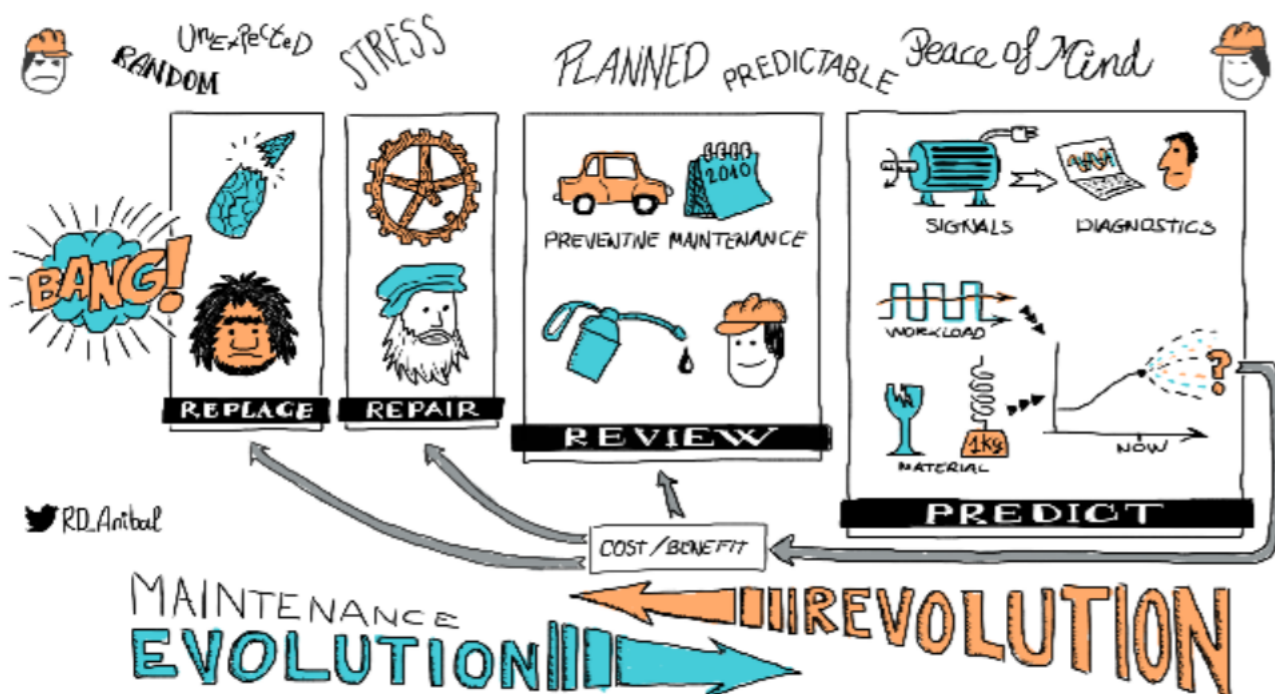 RANDOM
UNEXPECTED
STRESS
PLANNED
PREDICTABLE
Peace of Mind
BANG!
REPLACE
REPAIR
2010
PREVENTIVE MAINTENANCE
REVIEW
SIGNALS
DIAGNOSTICS
WORKLOAD
?
1kg
MATERIAL
NOW
PREDICT
RD_Anibal
COST/BENEFIT
MAINTENANCE
EVOLUTION
REVOLUTION